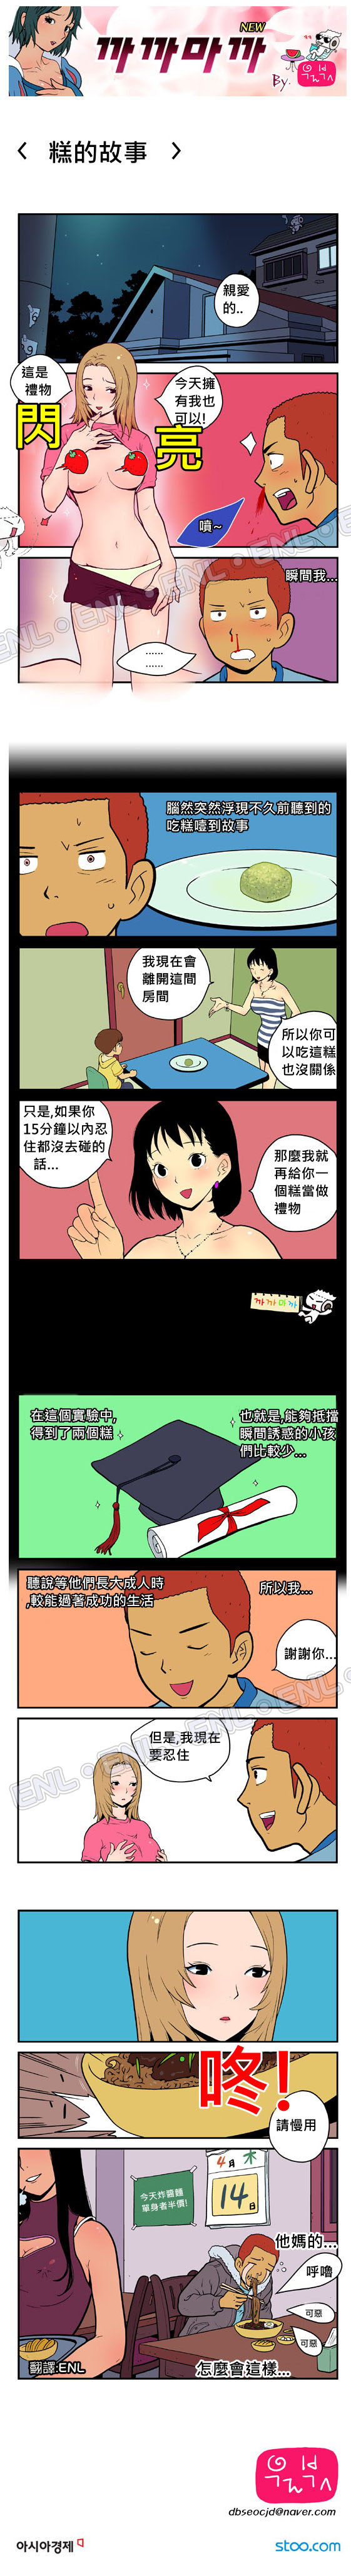 NEW
까까마까
By.
〈 糕的故事 〉
親愛
的..
這是
禮物
今天擁
有我也
可以!
閃
亮
噴~
瞬間我...
......
......
ENL
腦然突然浮現不久前聽到的
吃糕噎到故事
我現在會
離開這間
房間
所以你可
以吃這糕
也沒關係
只是,如果你
15分鐘以內忍
住都沒去碰的
話...
那麼我就
再給你一
個糕當做
禮物
까까마까
在這個實驗中,
得到了兩個糕
也就是,能夠抵擋
瞬間誘惑的小孩
們比較少...
聽說等他們長大成人時
,較能過著成功的生活
所以我...
謝謝你...
ENL
但是,我現在
要忍住
咚!
請慢用
4月 木
14日
今天炸醬麵
單身者半價!
他媽的...
呼嚕
可惡
可惡
翻譯:ENL
怎麼會這樣...
dbseocjd@naver.com
아시아경제
stoo.com